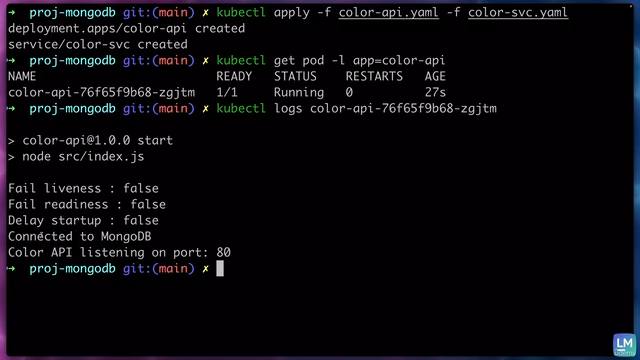 → proj-mongodb git:(main) ✗ kubectl apply -f color-api.yaml -f color-svc.yaml
deployment.apps/color-api created
service/color-svc created
→ proj-mongodb git:(main) ✗ kubectl get pod -l app=color-api
NAME READY STATUS RESTARTS AGE
color-api-76f65f9b68-zgjtm 1/1 Running 0 27s
→ proj-mongodb git:(main) ✗ kubectl logs color-api-76f65f9b68-zgjtm
> color-api@1.0.0 start
> node src/index.js
Fail liveness : false
Fail readiness : false
Delay startup : false
Connected to MongoDB
Color API listening on port: 80
→ proj-mongodb git:(main) ✗
LM